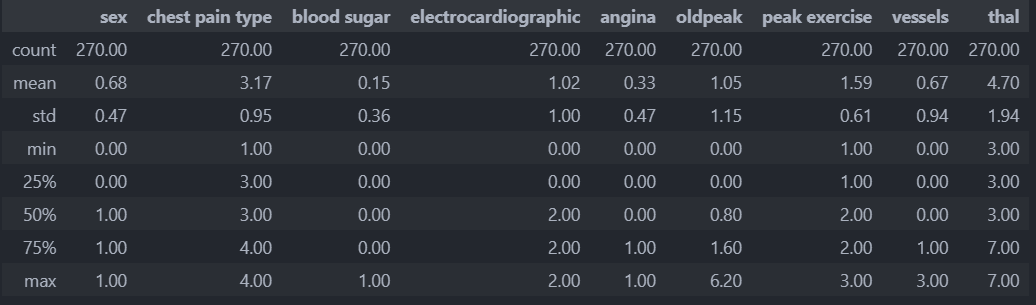 sex chest pain type blood sugar electrocardiographic angina oldpeak peak exercise vessels thal
count 270.00 270.00 270.00 270.00 270.00 270.00 270.00 270.00 270.00
mean 0.68 3.17 0.15 1.02 0.33 1.05 1.59 0.67 4.70
std 0.47 0.95 0.36 1.00 0.47 1.15 0.61 0.94 1.94
min 0.00 1.00 0.00 0.00 0.00 0.00 1.00 0.00 3.00
25% 0.00 3.00 0.00 0.00 0.00 0.00 1.00 0.00 3.00
50% 1.00 3.00 0.00 2.00 0.00 0.80 2.00 0.00 3.00
75% 1.00 4.00 0.00 2.00 1.00 1.60 2.00 1.00 7.00
max 1.00 4.00 1.00 2.00 1.00 6.20 3.00 3.00 7.00